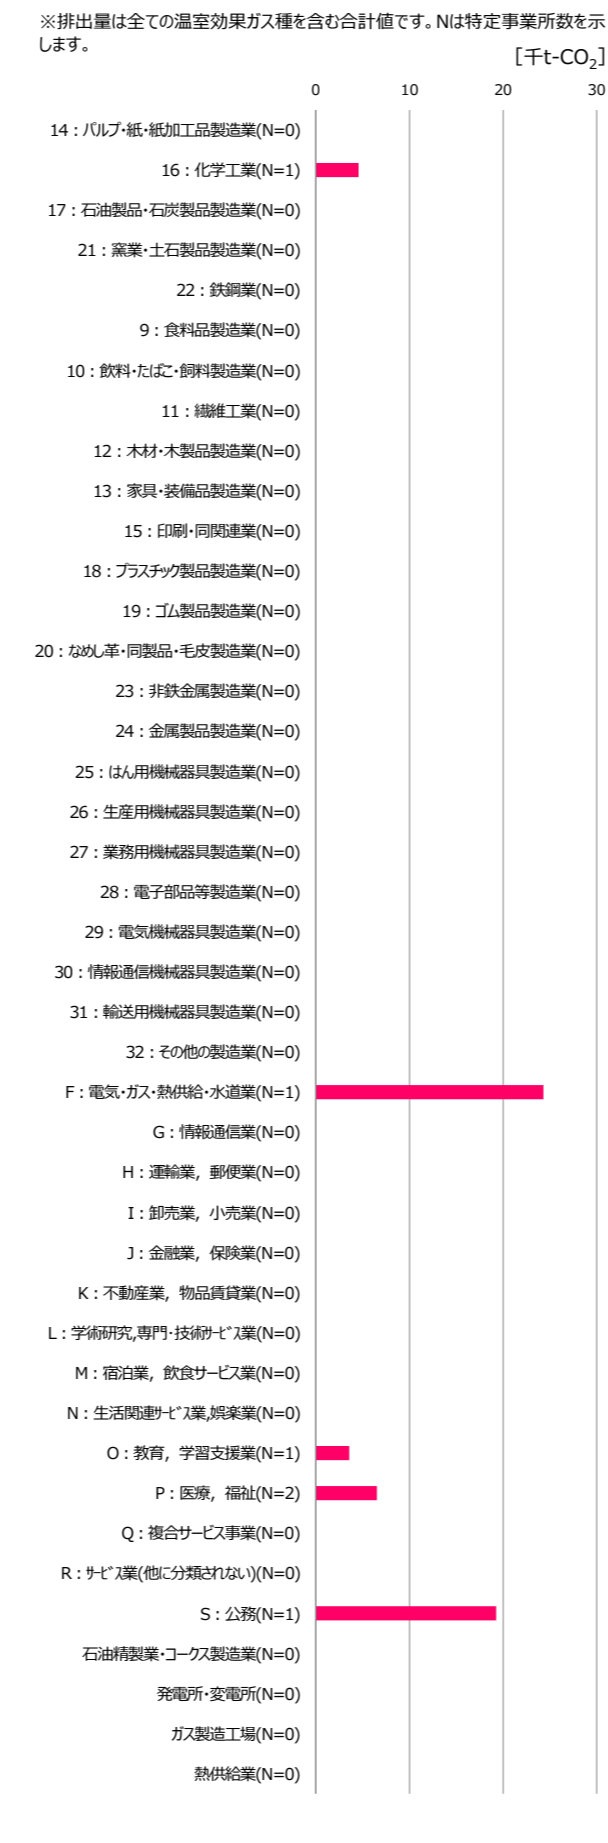 ※排出量は全ての温室効果ガス種を含む合計値です。Nは特定事業所数を示
します。
[千t-CO₂]
0 10 20 30
14：パルプ・紙・紙加工品製造業(N=0)
16：化学工業(N=1)
17：石油製品・石炭製品製造業(N=0)
21：窯業・土石製品製造業(N=0)
22：鉄鋼業(N=0)
9：食料品製造業(N=0)
10：飲料・たばこ・飼料製造業(N=0)
11：繊維工業(N=0)
12：木材・木製品製造業(N=0)
13：家具・装備品製造業(N=0)
15：印刷・同関連業(N=0)
18：プラスチック製品製造業(N=0)
19：ゴム製品製造業(N=0)
20：なめし革・同製品・毛皮製造業(N=0)
23：非鉄金属製造業(N=0)
24：金属製品製造業(N=0)
25：はん用機械器具製造業(N=0)
26：生産用機械器具製造業(N=0)
27：業務用機械器具製造業(N=0)
28：電子部品等製造業(N=0)
29：電気機械器具製造業(N=0)
30：情報通信機械器具製造業(N=0)
31：輸送用機械器具製造業(N=0)
32：その他の製造業(N=0)
F：電気・ガス・熱供給・水道業(N=1)
G：情報通信業(N=0)
H：運輸業，郵便業(N=0)
I：卸売業，小売業(N=0)
J：金融業，保険業(N=0)
K：不動産業，物品賃貸業(N=0)
L：学術研究,専門・技術ｻｰﾋﾞｽ業(N=0)
M：宿泊業，飲食サービス業(N=0)
N：生活関連ｻｰﾋﾞｽ業,娯楽業(N=0)
O：教育，学習支援業(N=1)
P：医療，福祉(N=2)
Q：複合サービス事業(N=0)
R：ｻｰﾋﾞｽ業(他に分類されない)(N=0)
S：公務(N=1)
石油精製業・コークス製造業(N=0)
発電所・変電所(N=0)
ガス製造工場(N=0)
熱供給業(N=0)